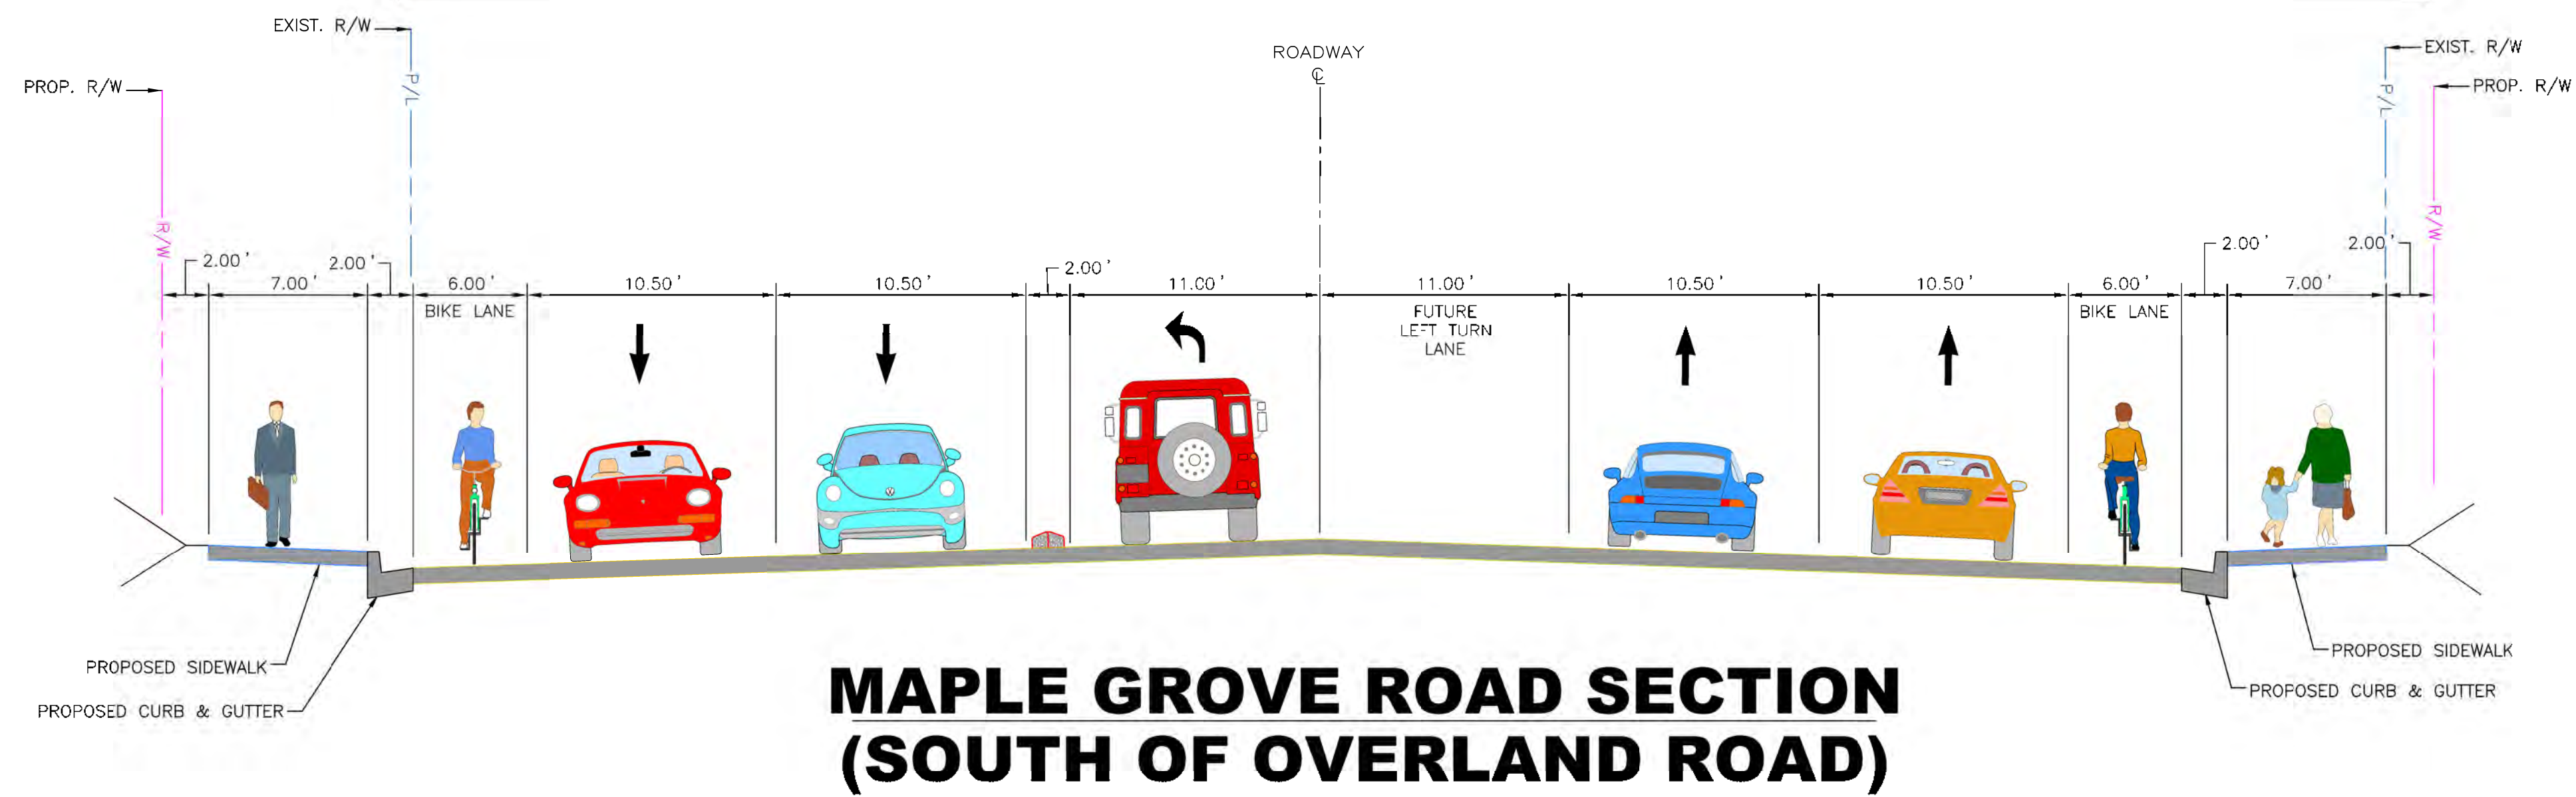 EXIST. R/W
ROADWAY
℄
EXIST. R/W
PROP. R/W
P/L
P/L
PROP. R/W
R/W
R/W
2.00'
2.00'
2.00'
2.00'
2.00'
7.00'
6.00'
10.50'
10.50'
11.00'
11.00'
10.50'
10.50'
6.00'
7.00'
BIKE LANE
FUTURE
LEFT TURN
LANE
BIKE LANE
PROPOSED SIDEWALK
PROPOSED CURB & GUTTER
PROPOSED SIDEWALK
PROPOSED CURB & GUTTER
MAPLE GROVE ROAD SECTION
(SOUTH OF OVERLAND ROAD)